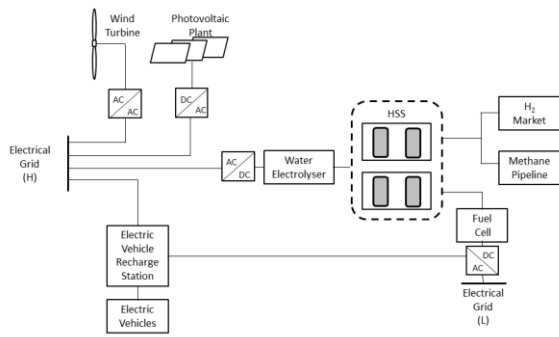 Wind
Turbine
Photovoltaic
Plant
AC
AC
DC
AC
Electrical
Grid
(H)
AC
DC
Water
Electrolyser
HSS
H₂
Market
Methane
Pipeline
Fuel
Cell
DC
AC
Electrical
Grid
(L)
Electric
Vehicle
Recharge
Station
Electric
Vehicles